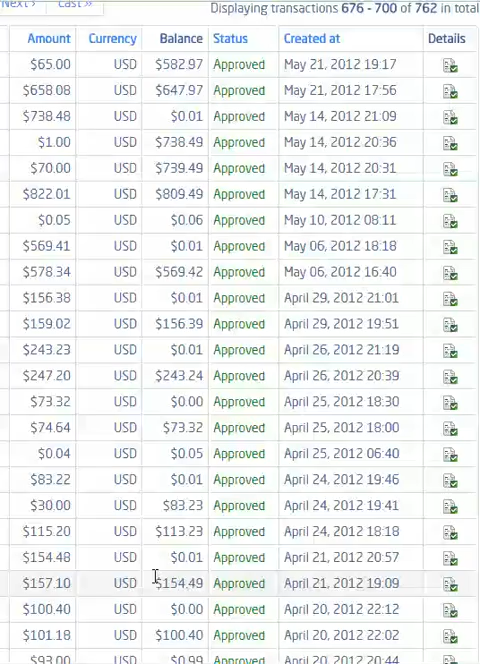 Next › Last »
Displaying transactions 676 - 700 of 762 in total
Amount Currency Balance Status Created at Details
$65.00 USD $582.97 Approved May 21, 2012 19:17
$658.08 USD $647.97 Approved May 21, 2012 17:56
$738.48 USD $0.01 Approved May 14, 2012 21:09
$1.00 USD $738.49 Approved May 14, 2012 20:36
$70.00 USD $739.49 Approved May 14, 2012 20:31
$822.01 USD $809.49 Approved May 14, 2012 17:31
$0.05 USD $0.06 Approved May 10, 2012 08:11
$569.41 USD $0.01 Approved May 06, 2012 18:18
$578.34 USD $569.42 Approved May 06, 2012 16:40
$156.38 USD $0.01 Approved April 29, 2012 21:01
$159.02 USD $156.39 Approved April 29, 2012 19:51
$243.23 USD $0.01 Approved April 26, 2012 21:19
$247.20 USD $243.24 Approved April 26, 2012 20:39
$73.32 USD $0.00 Approved April 25, 2012 18:30
$74.64 USD $73.32 Approved April 25, 2012 18:00
$0.04 USD $0.05 Approved April 25, 2012 06:40
$83.22 USD $0.01 Approved April 24, 2012 19:46
$30.00 USD $83.23 Approved April 24, 2012 19:41
$115.20 USD $113.23 Approved April 24, 2012 18:18
$154.48 USD $0.01 Approved April 21, 2012 20:57
$157.10 USD $154.49 Approved April 21, 2012 19:09
$100.40 USD $0.00 Approved April 20, 2012 22:12
$101.18 USD $100.40 Approved April 20, 2012 22:02
$93.00 USD $0.99 Approved April 20, 2012 20:44